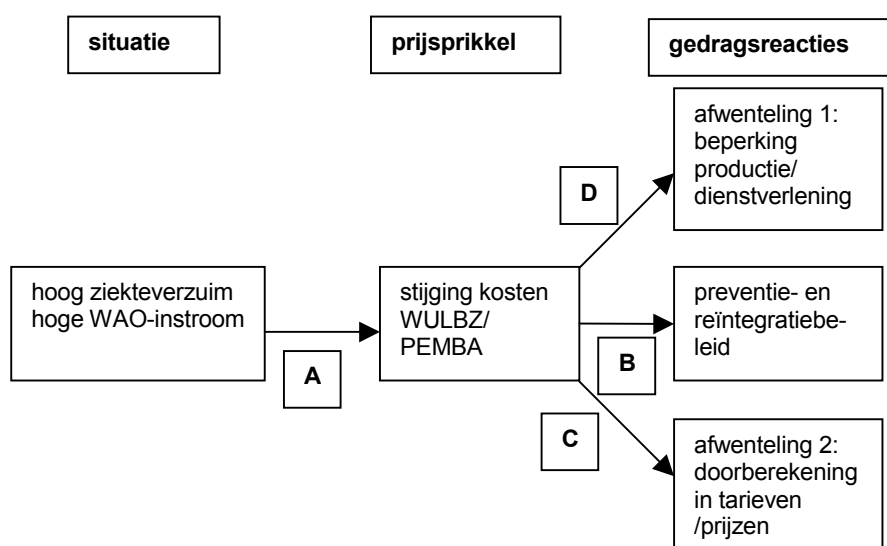 situatie
prijsprikkel
gedragsreacties
afwenteling 1:
beperking
productie/
dienstverlening
D
hoog ziekteverzuim
hoge WAO-instroom
A
stijging kosten
WULBZ/
PEMBA
B
preventie- en
reïntegratiebe-
leid
C
afwenteling 2:
doorberekening
in tarieven
/prijzen